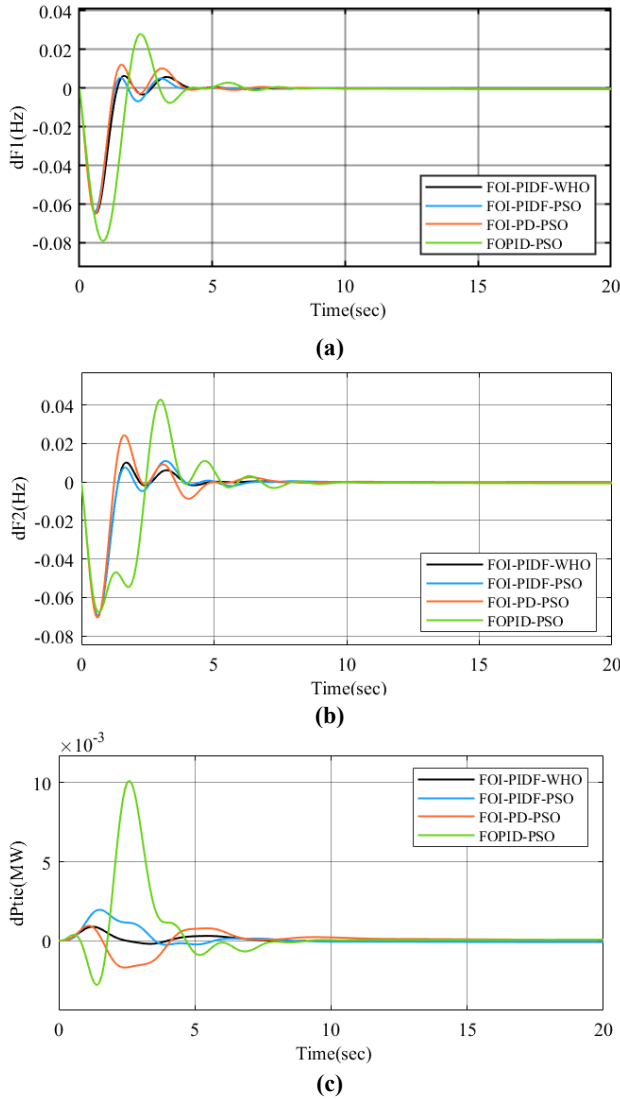 0.04
0.02
0
-0.02
-0.04
-0.06
-0.08
dF1(Hz)
FOI-PIDF-WHO
FOI-PIDF-PSO
FOI-PD-PSO
FOPID-PSO
0 5 10 15 20
Time(sec)
(a)
0.04
0.02
0
-0.02
-0.04
-0.06
-0.08
dF2(Hz)
FOI-PIDF-WHO
FOI-PIDF-PSO
FOI-PD-PSO
FOPID-PSO
0 5 10 15 20
Time(sec)
(b)
×10⁻³
10
5
0
dPtie(MW)
FOI-PIDF-WHO
FOI-PIDF-PSO
FOI-PD-PSO
FOPID-PSO
0 5 10 15 20
Time(sec)
(c)